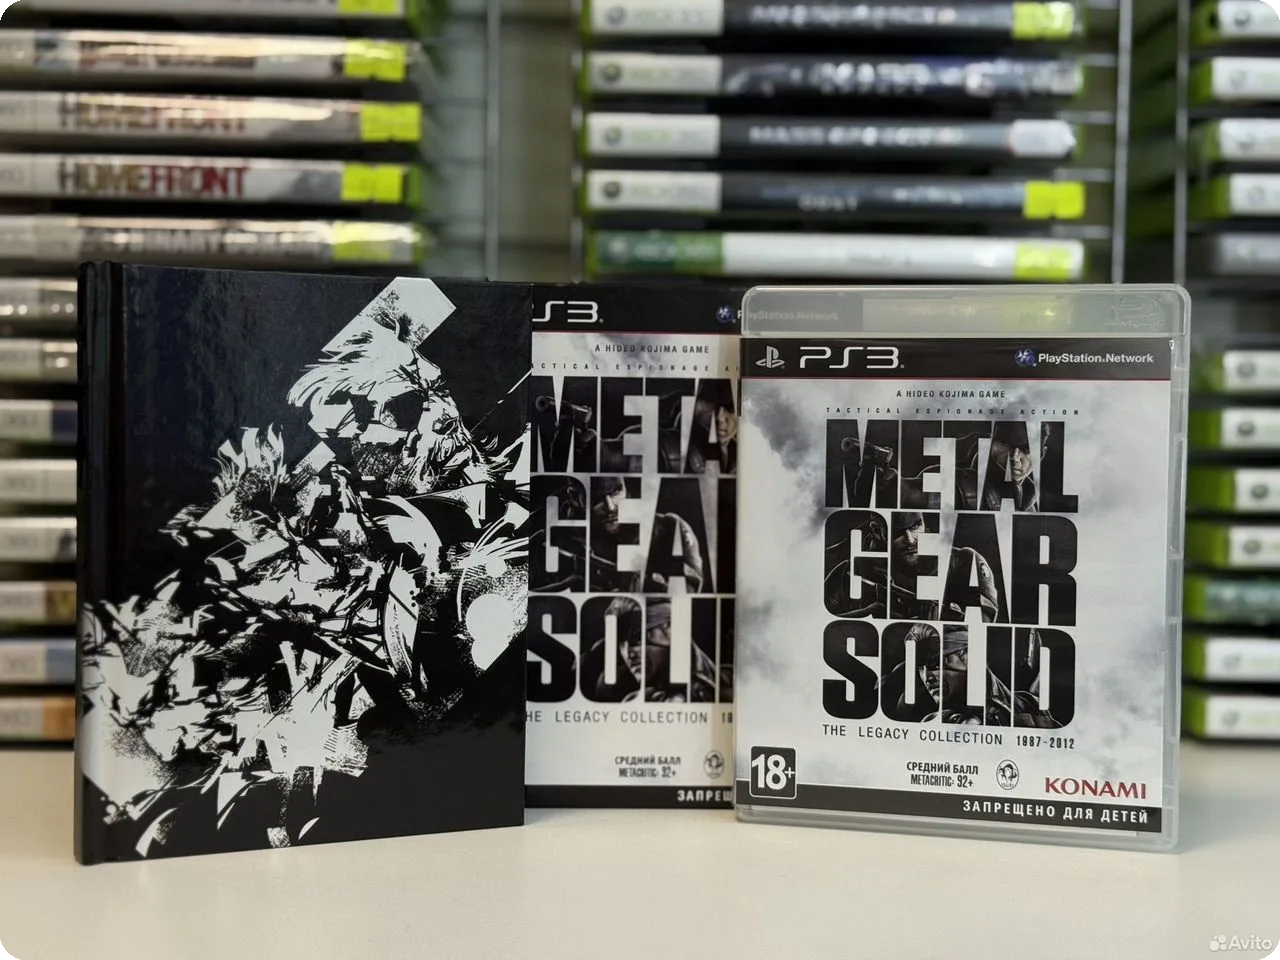 HOMEFRONT
HOMEFRONT
PS3
PlayStation Network
A HIDEO KOJIMA GAME
METAL
GEAR
SOLID
THE LEGACY COLLECTION
СРЕДНИЙ БАЛЛ
METACRITIC: 92+
PS3
PlayStation Network
A HIDEO KOJIMA GAME
TACTICAL ESPIONAGE ACTION
METAL
GEAR
SOLID
THE LEGACY COLLECTION 1987-2012
18+
СРЕДНИЙ БАЛЛ
METACRITIC: 92+
KONAMI
ЗАПРЕЩЕНО ДЛЯ ДЕТЕЙ
Avito